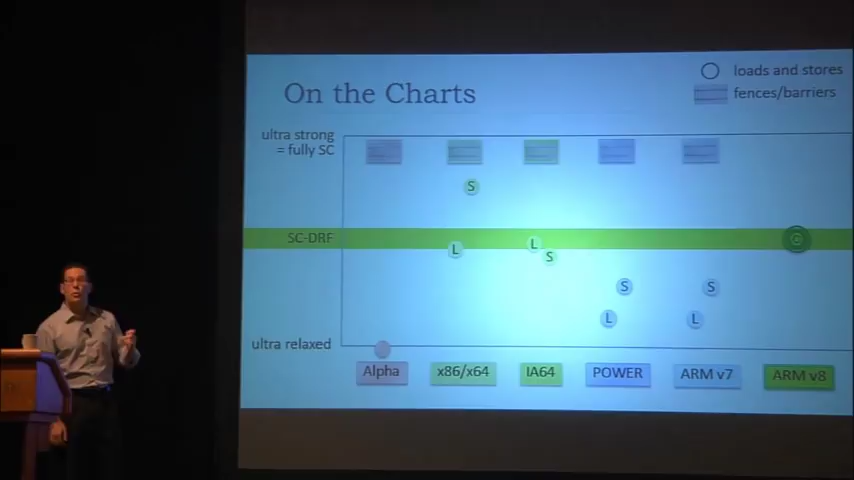 On the Charts
loads and stores
fences/barriers
ultra strong
= fully SC
S
SC-DRF
L
L
S
S
S
L
L
ultra relaxed
Alpha
x86/x64
IA64
POWER
ARM v7
ARM v8